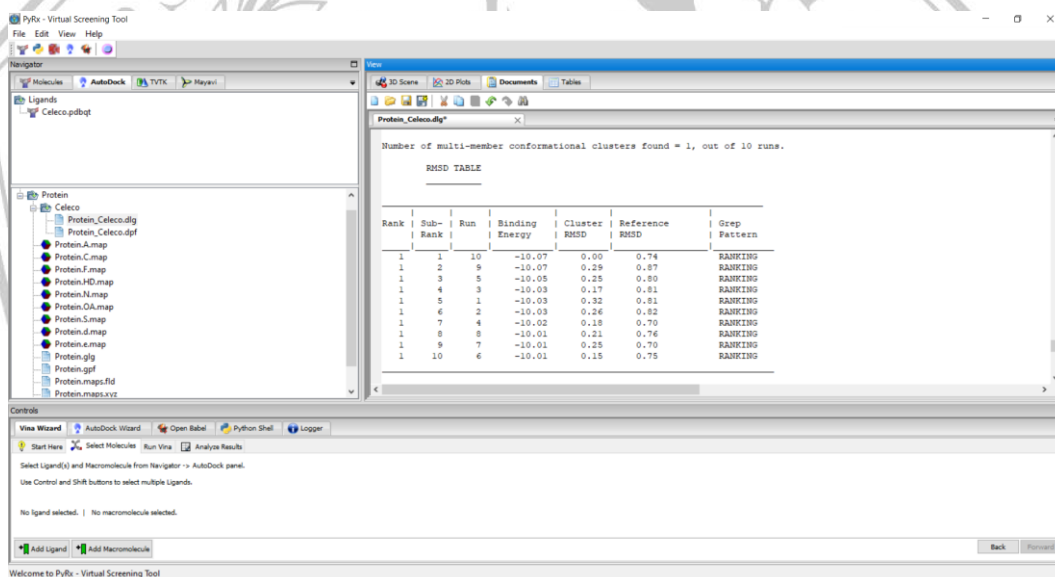 PyRx - Virtual Screening Tool
File Edit View Help
Navigator
Molecules AutoDock TVTK Mayavi
Ligands
Celeco.pdbqt
Protein
Celeco
Protein_Celeco.dlg
Protein_Celeco.dpf
Protein.A.map
Protein.C.map
Protein.F.map
Protein.HD.map
Protein.N.map
Protein.OA.map
Protein.S.map
Protein.d.map
Protein.e.map
Protein.glg
Protein.gpf
Protein.maps.fld
Protein.maps.xyz
View
3D Scene 2D Plots Documents Tables
Protein_Celeco.dlg*
Number of multi-member conformational clusters found = 1, out of 10 runs.
RMSD TABLE
Rank | Sub- | Run | Binding | Cluster | Reference | Grep
| Rank | | Energy | RMSD | RMSD | Pattern
1 1 10 -10.07 0.00 0.74 RANKING
1 2 9 -10.07 0.29 0.87 RANKING
1 3 5 -10.05 0.25 0.80 RANKING
1 4 3 -10.03 0.17 0.81 RANKING
1 5 1 -10.03 0.32 0.81 RANKING
1 6 2 -10.03 0.26 0.82 RANKING
1 7 4 -10.02 0.18 0.70 RANKING
1 8 8 -10.01 0.21 0.76 RANKING
1 9 7 -10.01 0.25 0.70 RANKING
1 10 6 -10.01 0.15 0.75 RANKING
Controls
Vina Wizard AutoDock Wizard Open Babel Python Shell Logger
Start Here Select Molecules Run Vina Analyze Results
Select Ligand(s) and Macromolecule from Navigator -> AutoDock panel.
Use Control and Shift buttons to select multiple Ligands.
No ligand selected. | No macromolecule selected.
Add Ligand Add Macromolecule
Back Forward
Welcome to PyRx - Virtual Screening Tool